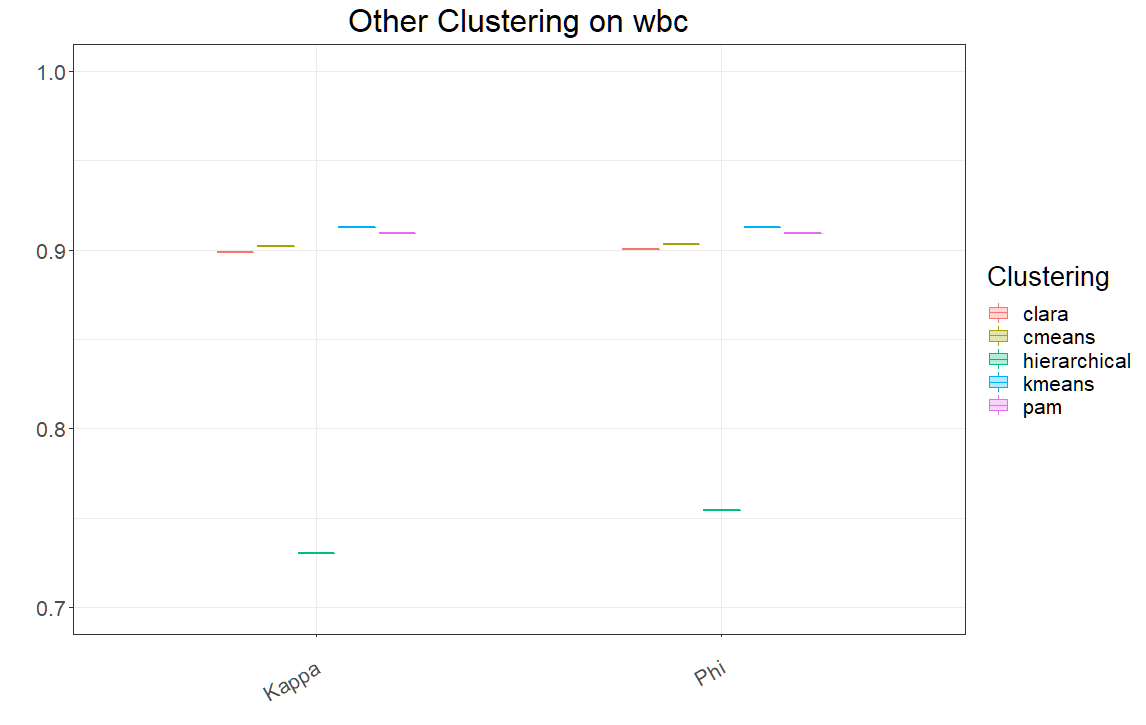 Other Clustering on wbc
1.0
0.9
0.8
0.7
Kappa
Phi
Clustering
clara
cmeans
hierarchical
kmeans
pam